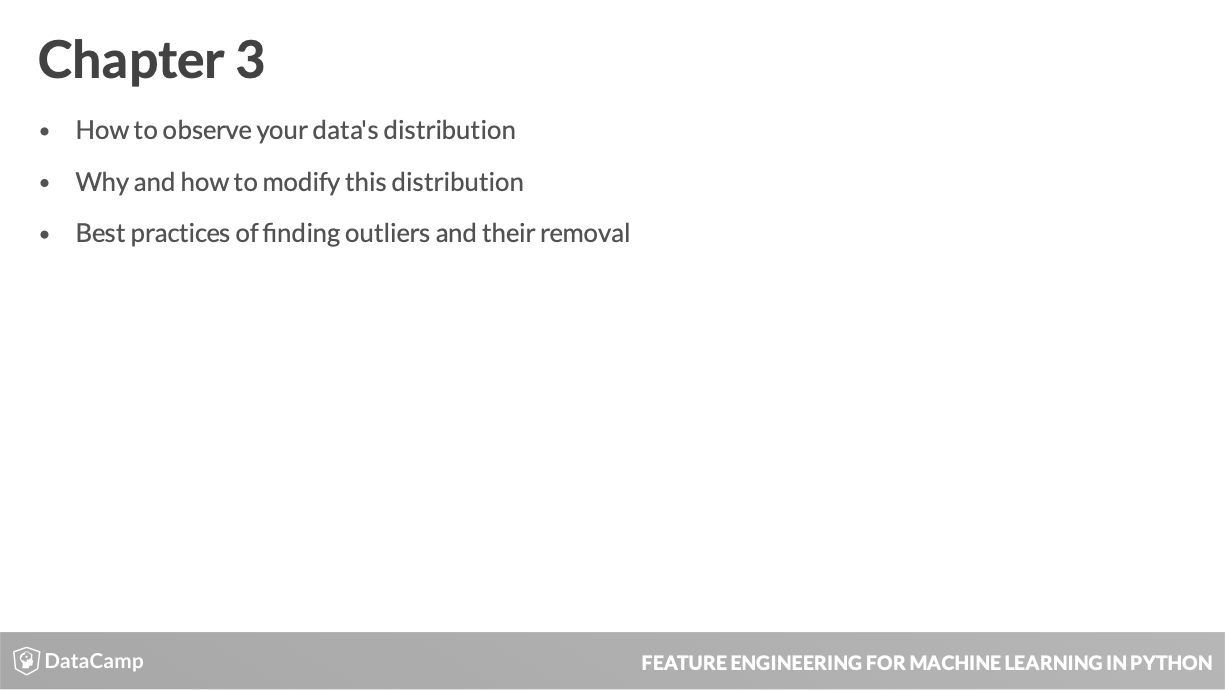 Chapter 3
• How to observe your data's distribution
• Why and how to modify this distribution
• Best practices of finding outliers and their removal
DataCamp
FEATURE ENGINEERING FOR MACHINE LEARNING IN PYTHON